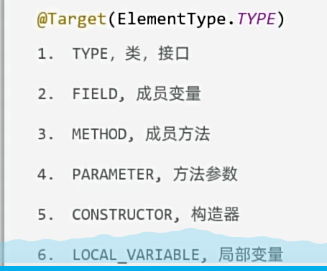 @Target(ElementType.TYPE)
1. TYPE, 类, 接口
2. FIELD, 成员变量
3. METHOD, 成员方法
4. PARAMETER, 方法参数
5. CONSTRUCTOR, 构造器
6. LOCAL_VARIABLE, 局部变量